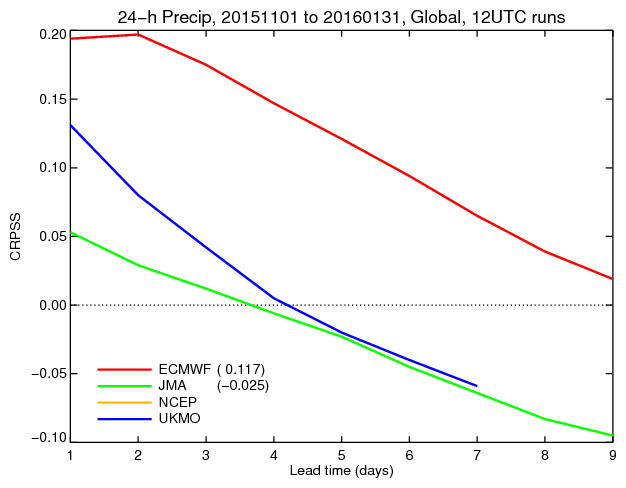 24-h Precip, 20151101 to 20160131, Global, 12UTC runs
0.20
0.15
0.10
0.05
0.00
-0.05
-0.10
CRPSS
ECMWF ( 0.117)
JMA (-0.025)
NCEP
UKMO
1 2 3 4 5 6 7 8 9
Lead time (days)